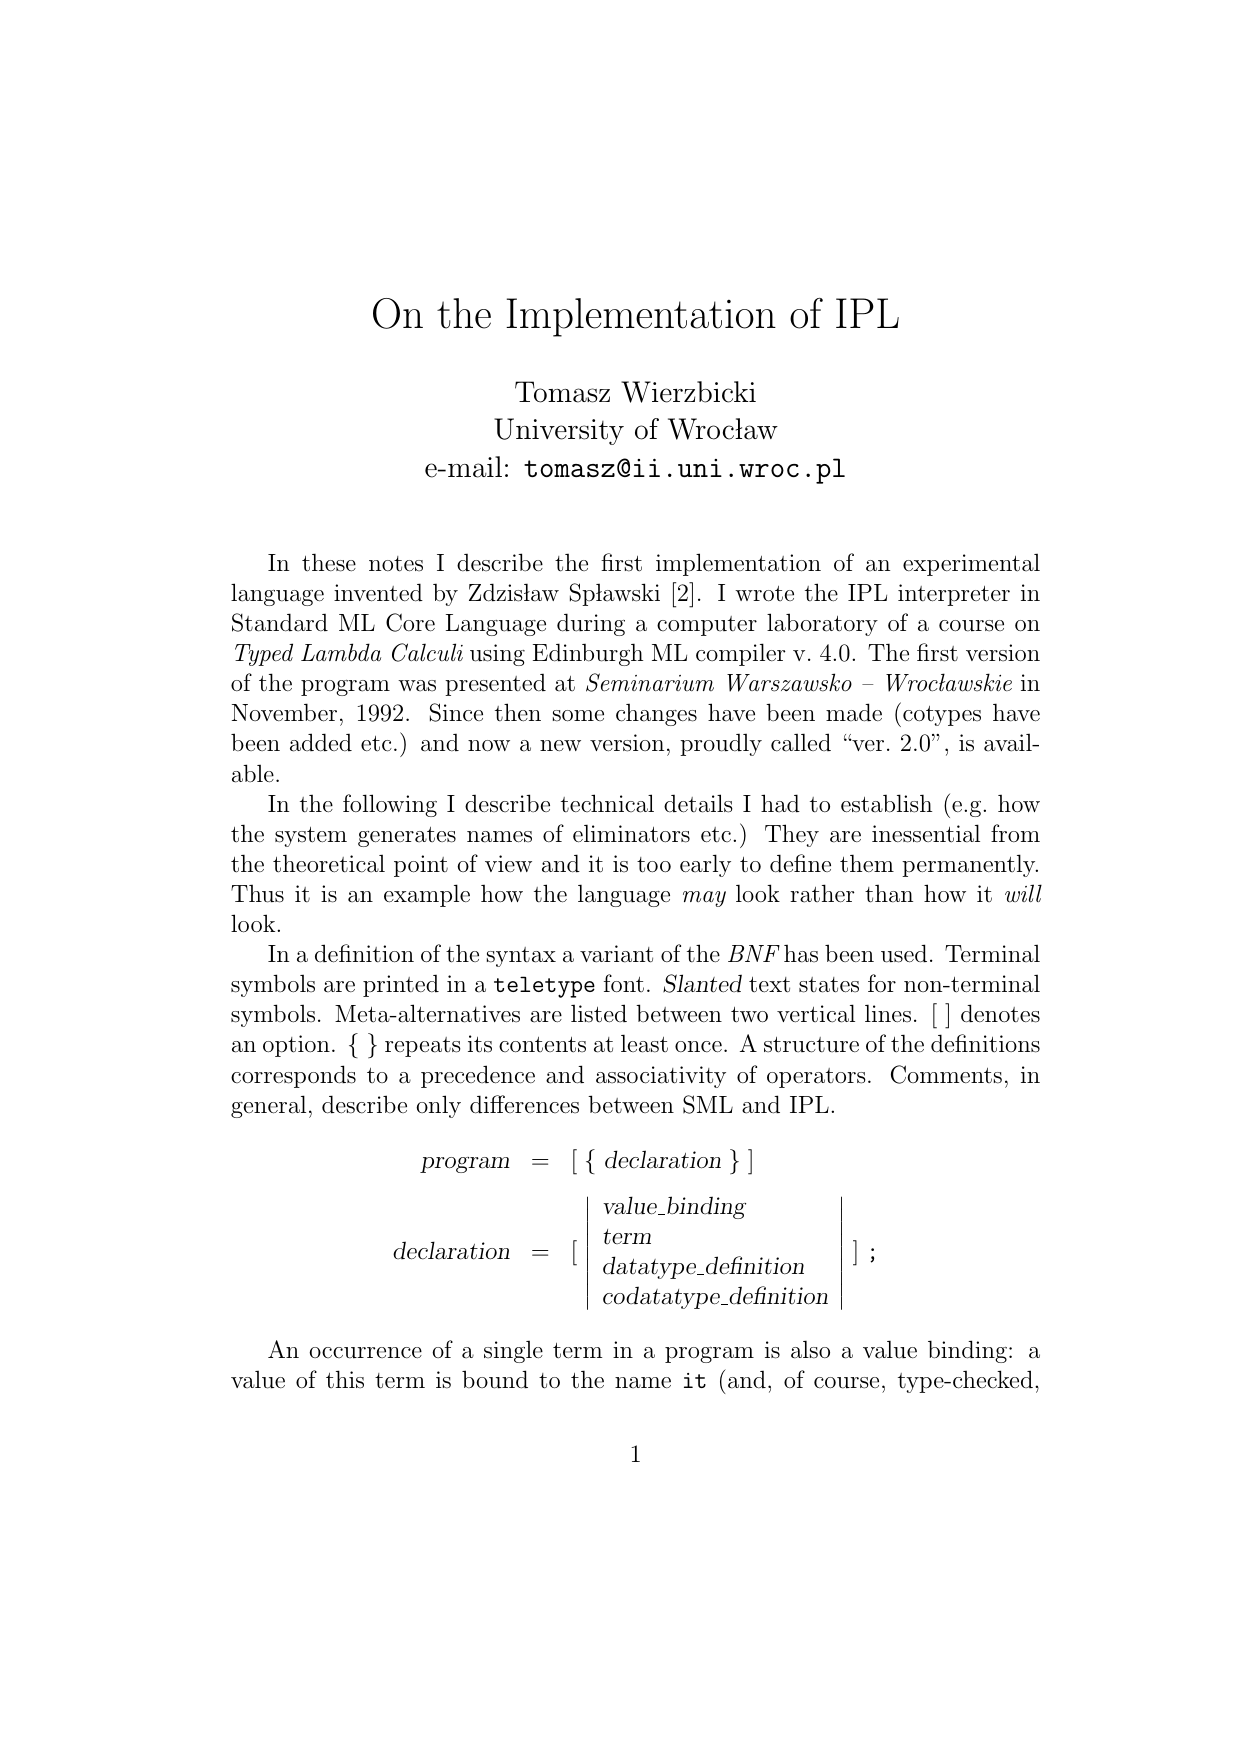 On the Implementation of IPL
Tomasz Wierzbicki
University of Wrocław
e-mail: tomasz@ii.uni.wroc.pl
In these notes I describe the first implementation of an experimental
language invented by Zdzisław Spławski [2]. I wrote the IPL interpreter in
Standard ML Core Language during a computer laboratory of a course on
Typed Lambda Calculi using Edinburgh ML compiler v. 4.0. The first version
of the program was presented at Seminarium Warszawsko – Wrocławskie in
November, 1992. Since then some changes have been made (cotypes have
been added etc.) and now a new version, proudly called “ver. 2.0”, is avail-
able.
In the following I describe technical details I had to establish (e.g. how
the system generates names of eliminators etc.) They are inessential from
the theoretical point of view and it is too early to define them permanently.
Thus it is an example how the language may look rather than how it will
look.
In a definition of the syntax a variant of the BNF has been used. Terminal
symbols are printed in a teletype font. Slanted text states for non-terminal
symbols. Meta-alternatives are listed between two vertical lines. [ ] denotes
an option. { } repeats its contents at least once. A structure of the definitions
corresponds to a precedence and associativity of operators. Comments, in
general, describe only differences between SML and IPL.
program = [ { declaration } ]
value_binding
term
declaration = [ datatype_definition ] ;
codatatype_definition
An occurrence of a single term in a program is also a value binding: a
value of this term is bound to the name it (and, of course, type-checked,
1